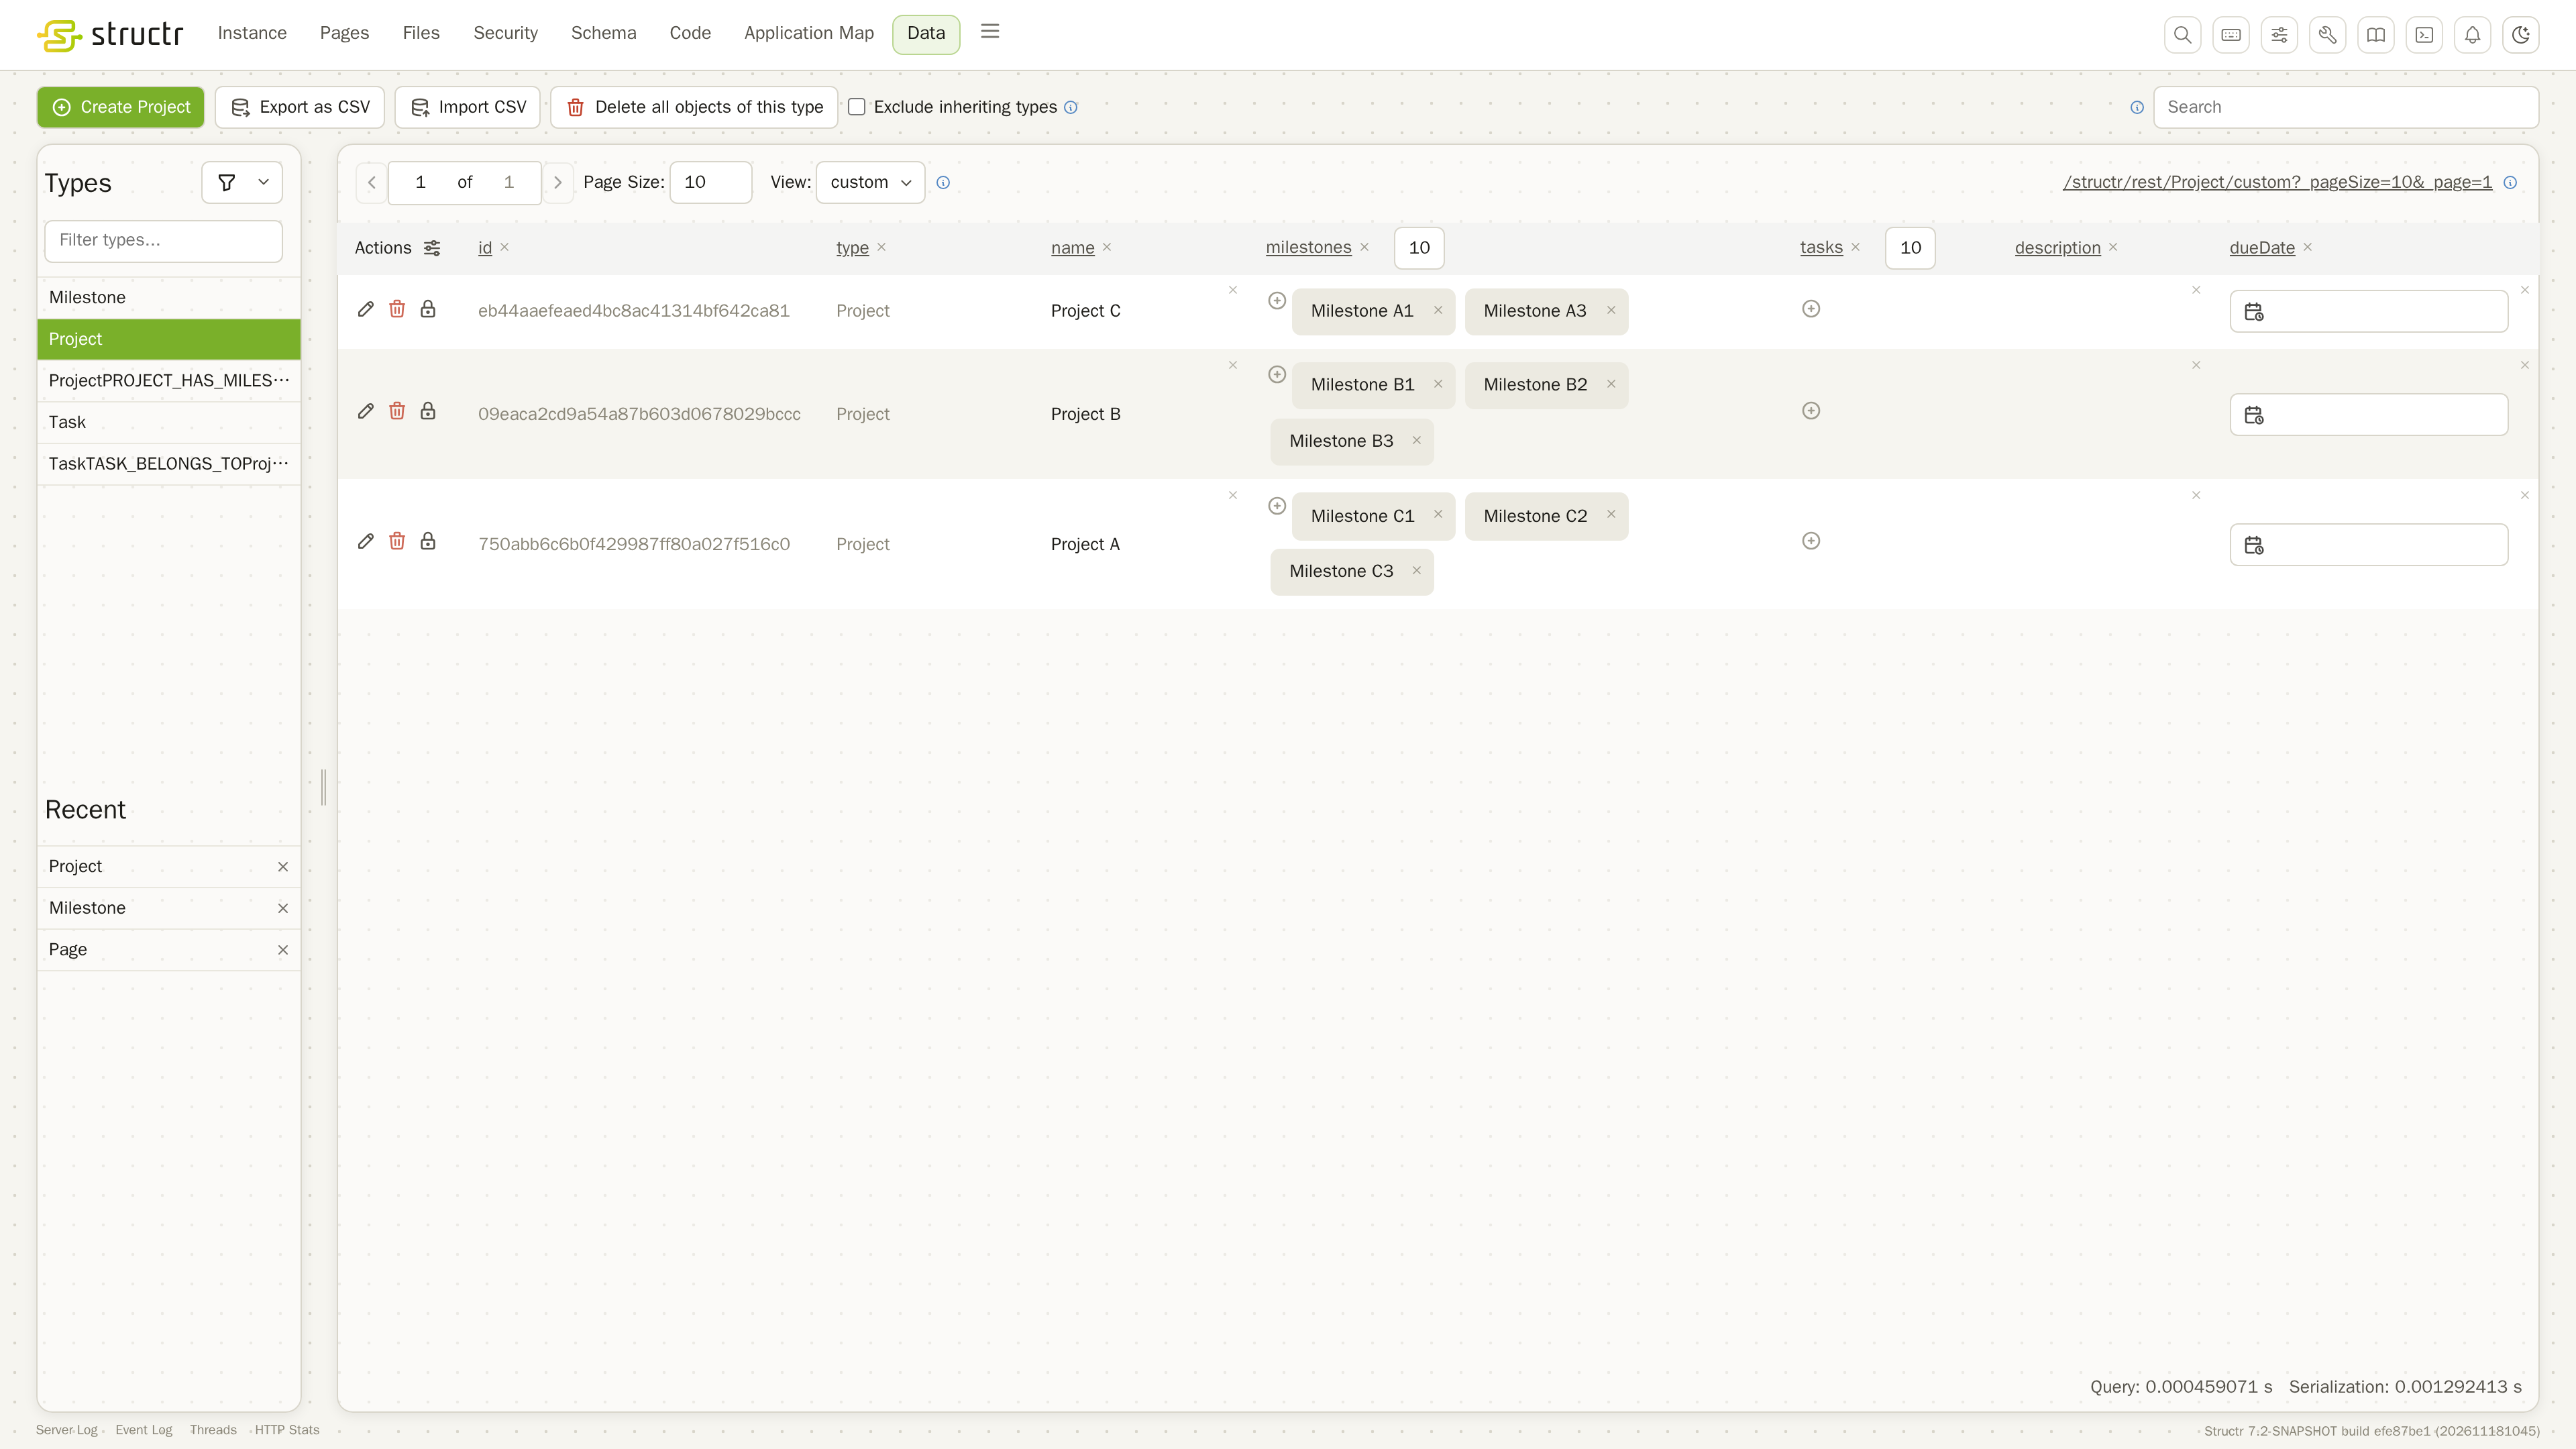 structr Instance Pages Files Security Schema Code Application Map Data
Create Project Export as CSV Import CSV Delete all objects of this type Exclude inheriting types Search
Types
Filter types...
Milestone
Project
ProjectPROJECT_HAS_MILES···
Task
TaskTASK_BELONGS_TOProj···
Recent
Project
Milestone
Page
1 of 1 Page Size: 10 View: custom /structr/rest/Project/custom?_pageSize=10&_page=1
Actions id type name milestones 10 tasks 10 description dueDate
eb44aaefeaed4bc8ac41314bf642ca81 Project Project C Milestone A1 Milestone A3
09eaca2cd9a54a87b603d0678029bccc Project Project B Milestone B1 Milestone B2
Milestone B3
750abb6c6b0f429987ff80a027f516c0 Project Project A Milestone C1 Milestone C2
Milestone C3
Query: 0.000459071 s Serialization: 0.001292413 s
Server Log Event Log Threads HTTP Stats Structr 7.2-SNAPSHOT build efe87be1 (202611181045)